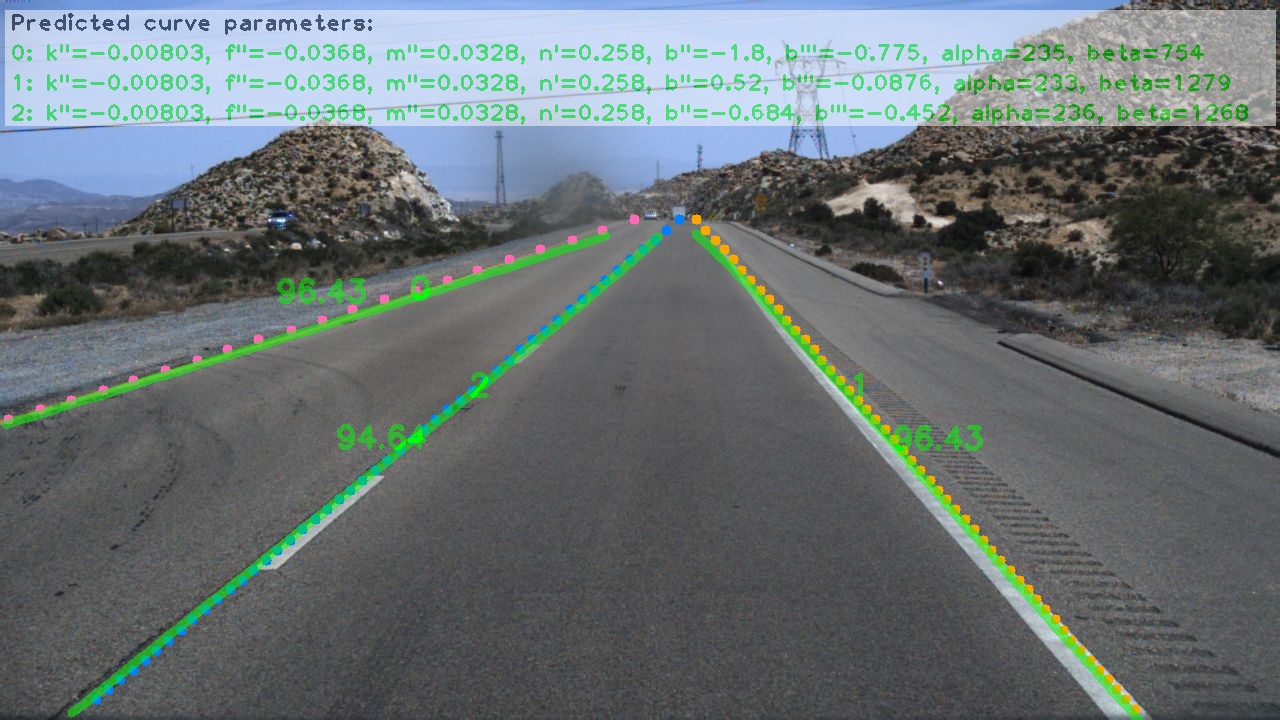 Predicted curve parameters:
0: k''=-0.00803, f''=-0.0368, m''=0.0328, n'=0.258, b''=-1.8, b'''=-0.775, alpha=235, beta=754
1: k''=-0.00803, f''=-0.0368, m''=0.0328, n'=0.258, b''=0.52, b'''=-0.0876, alpha=233, beta=1279
2: k''=-0.00803, f''=-0.0368, m''=0.0328, n'=0.258, b''=-0.684, b'''=-0.452, alpha=236, beta=1268
96.43 0
2 1
94.64 96.43